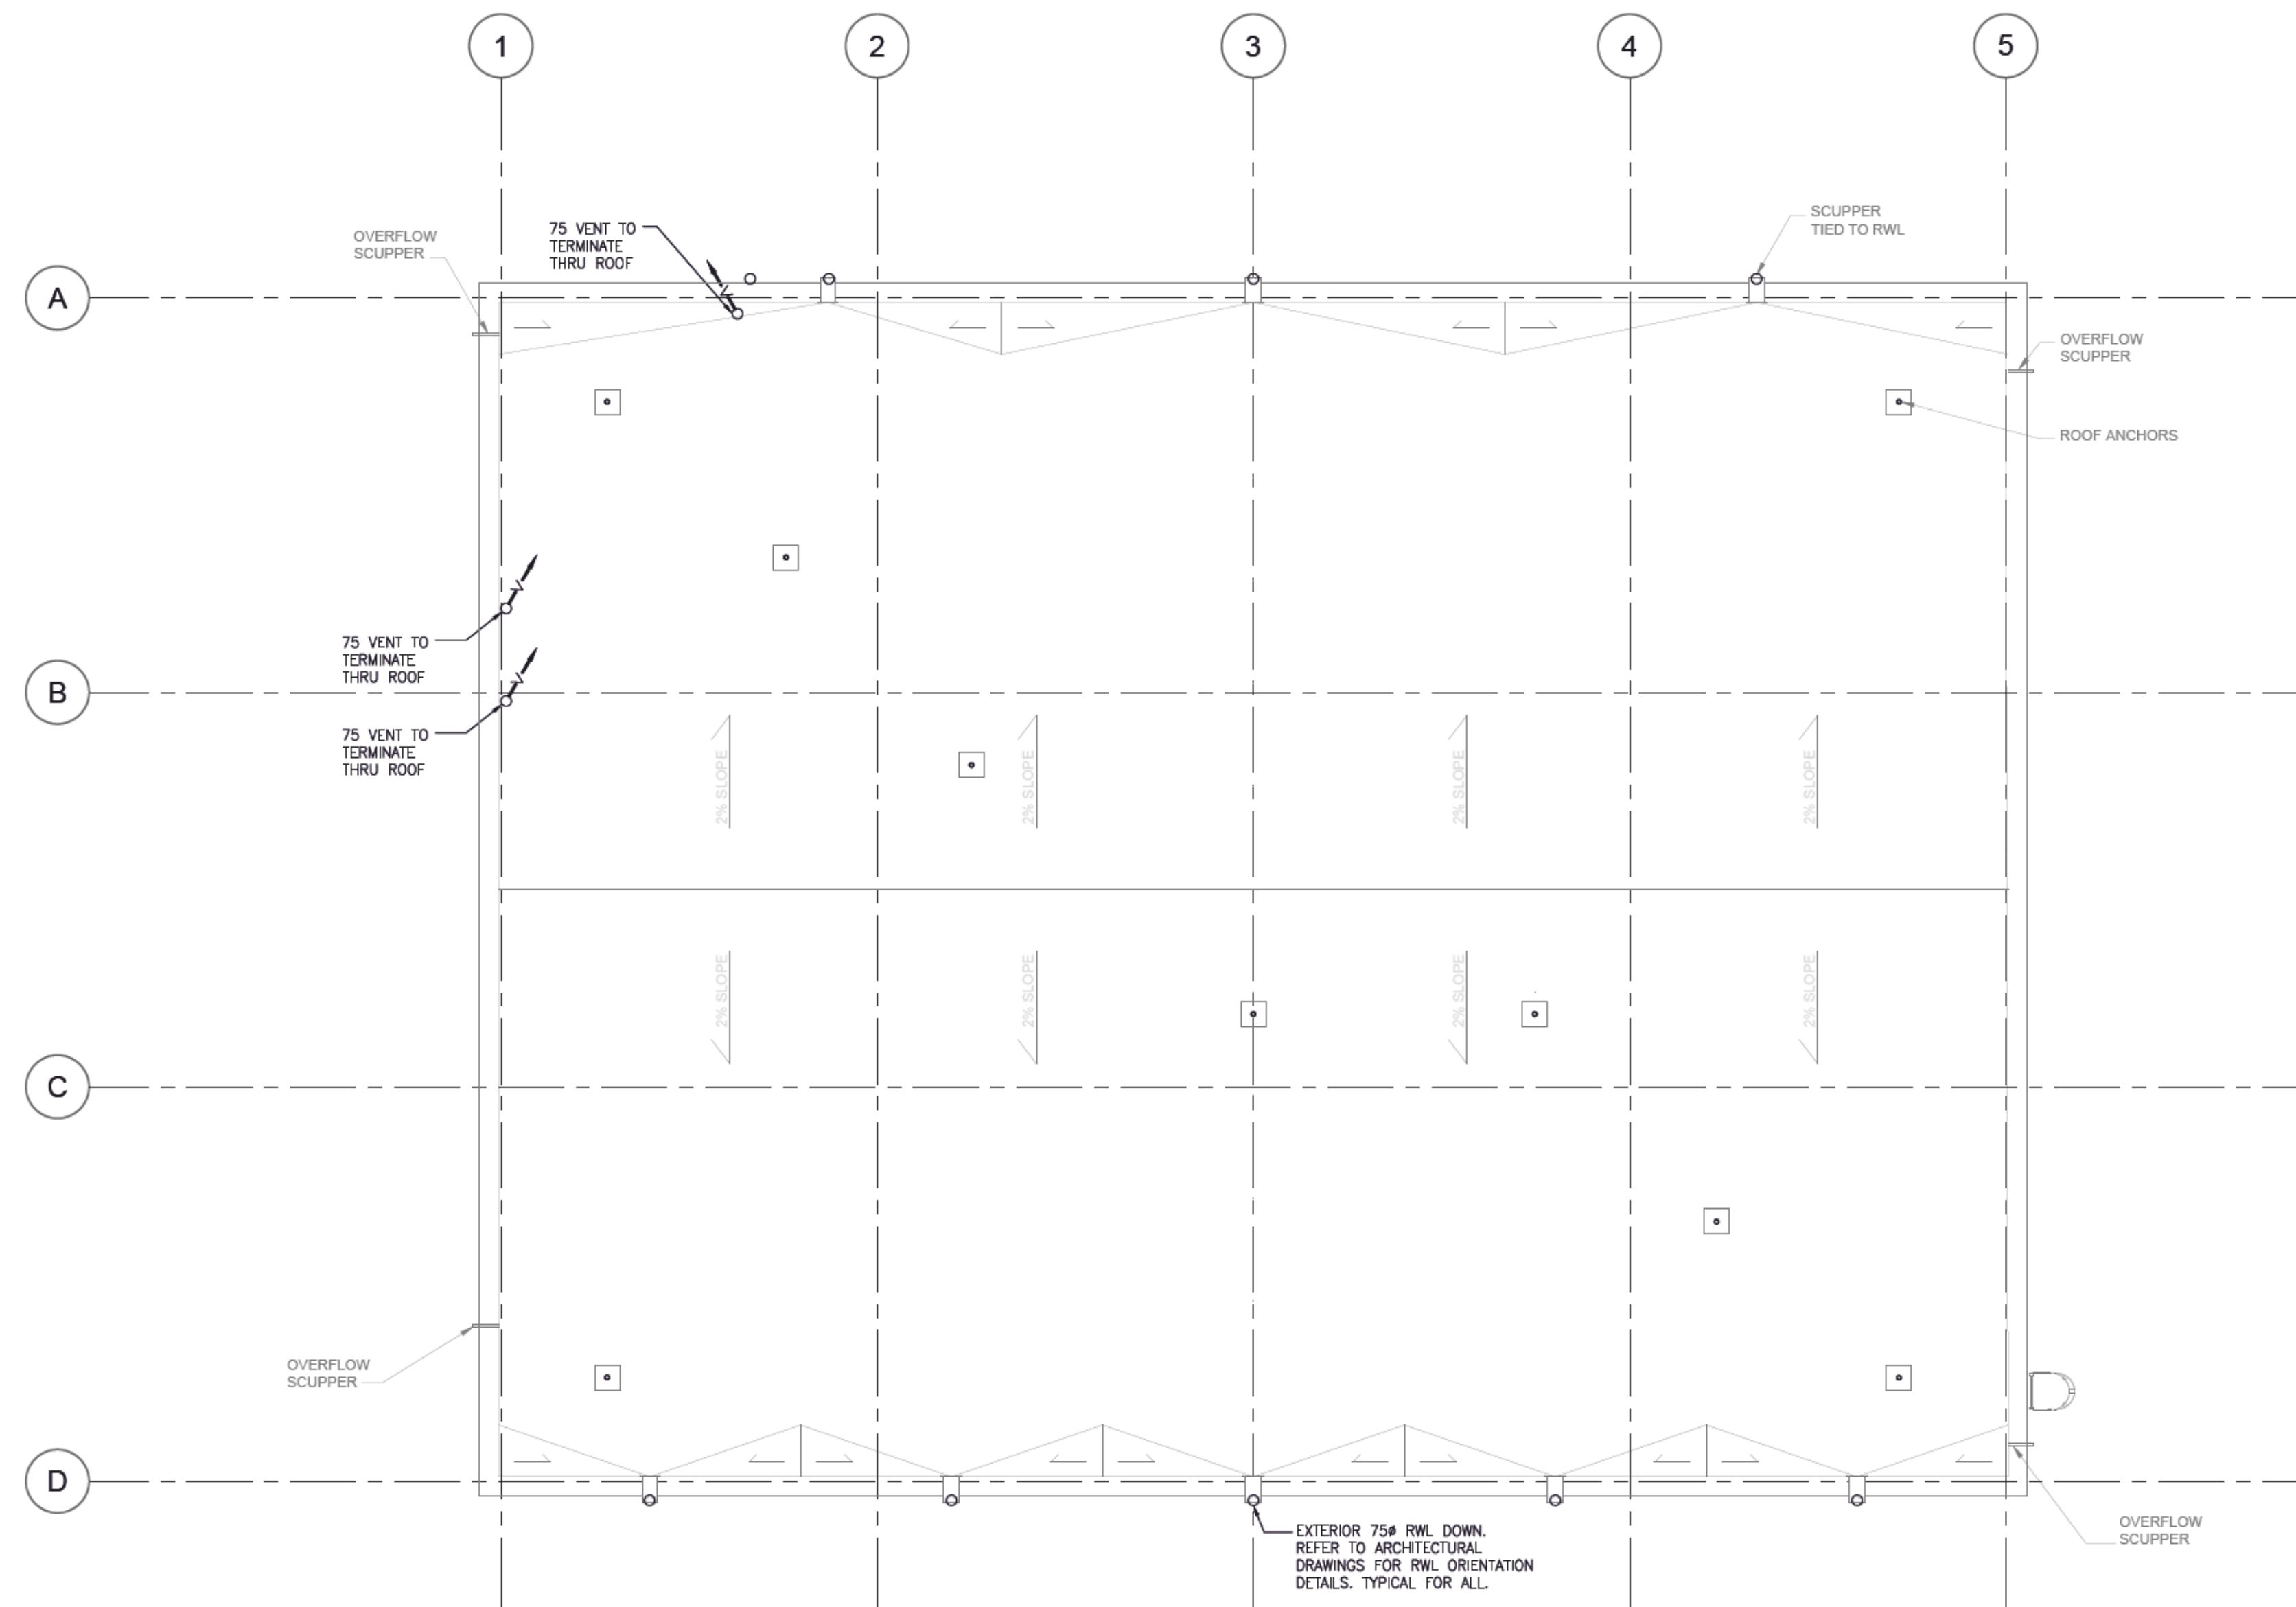 1
2
3
4
5
SCUPPER
TIED TO RWL
75 VENT TO
TERMINATE
THRU ROOF
OVERFLOW
SCUPPER
A
OVERFLOW
SCUPPER
ROOF ANCHORS
75 VENT TO
TERMINATE
THRU ROOF
B
75 VENT TO
TERMINATE
THRU ROOF
2% SLOPE
2% SLOPE
2% SLOPE
2% SLOPE
2% SLOPE
2% SLOPE
2% SLOPE
2% SLOPE
C
OVERFLOW
SCUPPER
D
OVERFLOW
SCUPPER
EXTERIOR 75ø RWL DOWN.
REFER TO ARCHITECTURAL
DRAWINGS FOR RWL ORIENTATION
DETAILS. TYPICAL FOR ALL.